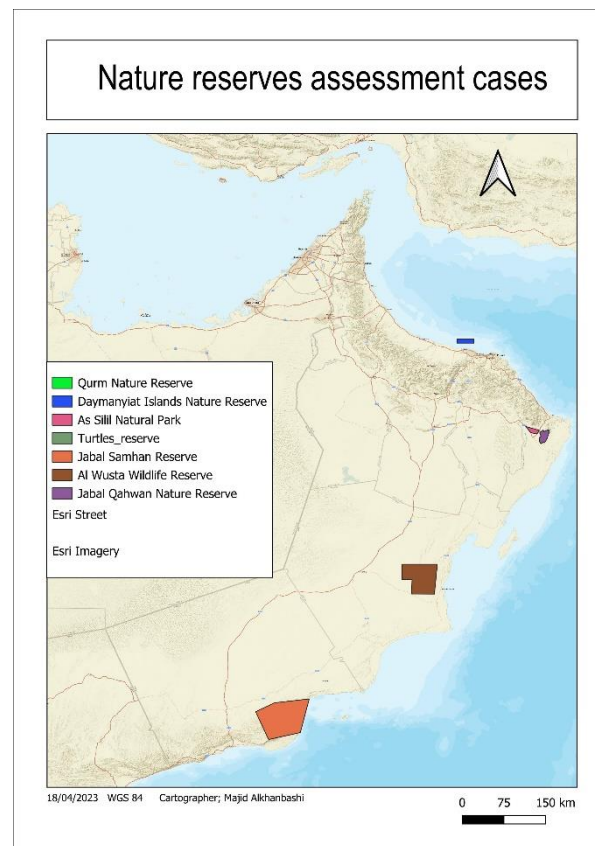 Nature reserves assessment cases
Qurm Nature Reserve
Daymanyiat Islands Nature Reserve
As Silil Natural Park
Turtles_reserve
Jabal Samhan Reserve
Al Wusta Wildlife Reserve
Jabal Qahwan Nature Reserve
Esri Street
Esri Imagery
18/04/2023 WGS 84 Cartographer; Majid Alkhanbashi
0 75 150 km